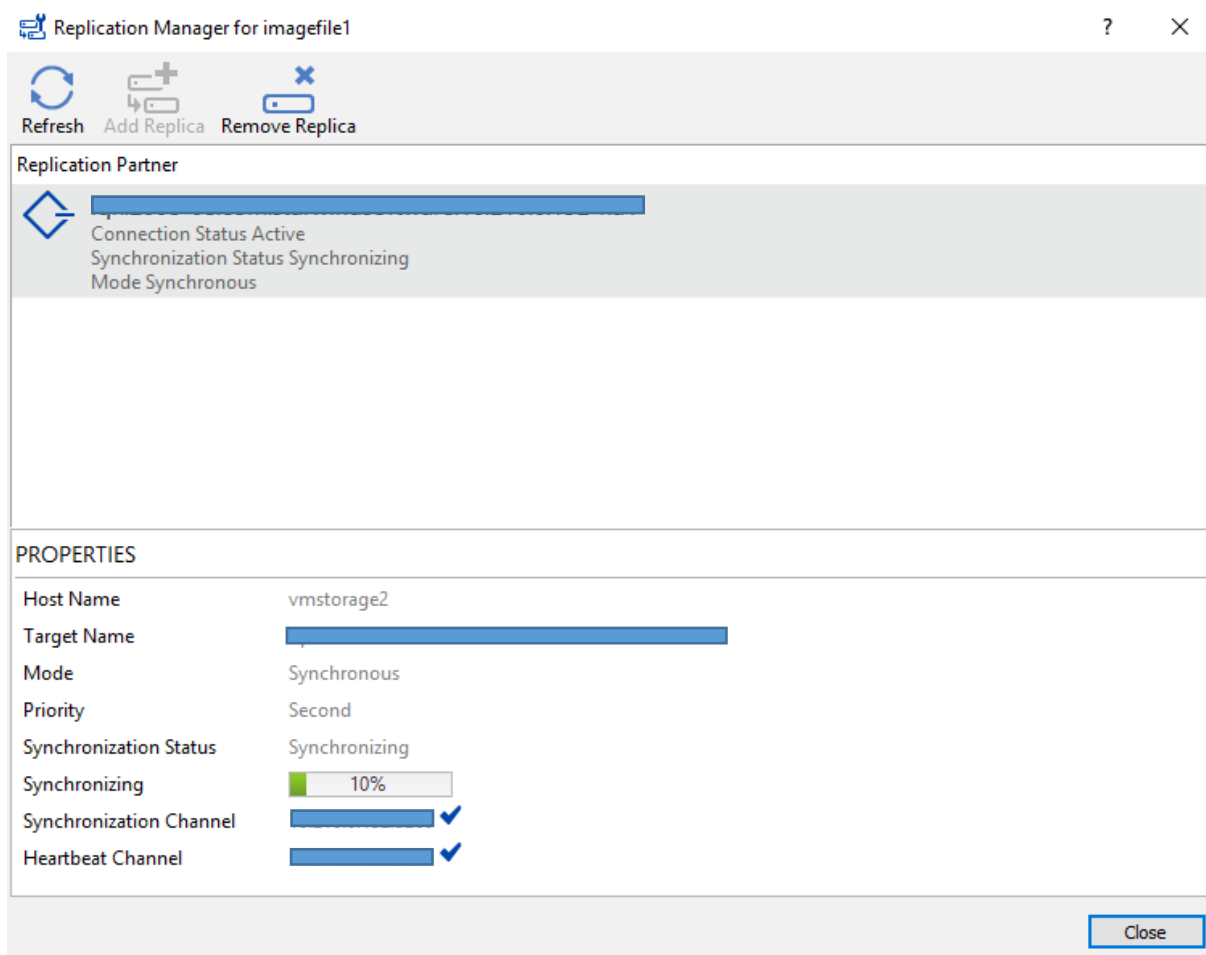 Replication Manager for imagefile1
?
Refresh Add Replica Remove Replica
Replication Partner
Connection Status Active
Synchronization Status Synchronizing
Mode Synchronous
PROPERTIES
Host Name vmstorage2
Target Name
Mode Synchronous
Priority Second
Synchronization Status Synchronizing
Synchronizing 10%
Synchronization Channel
Heartbeat Channel
Close